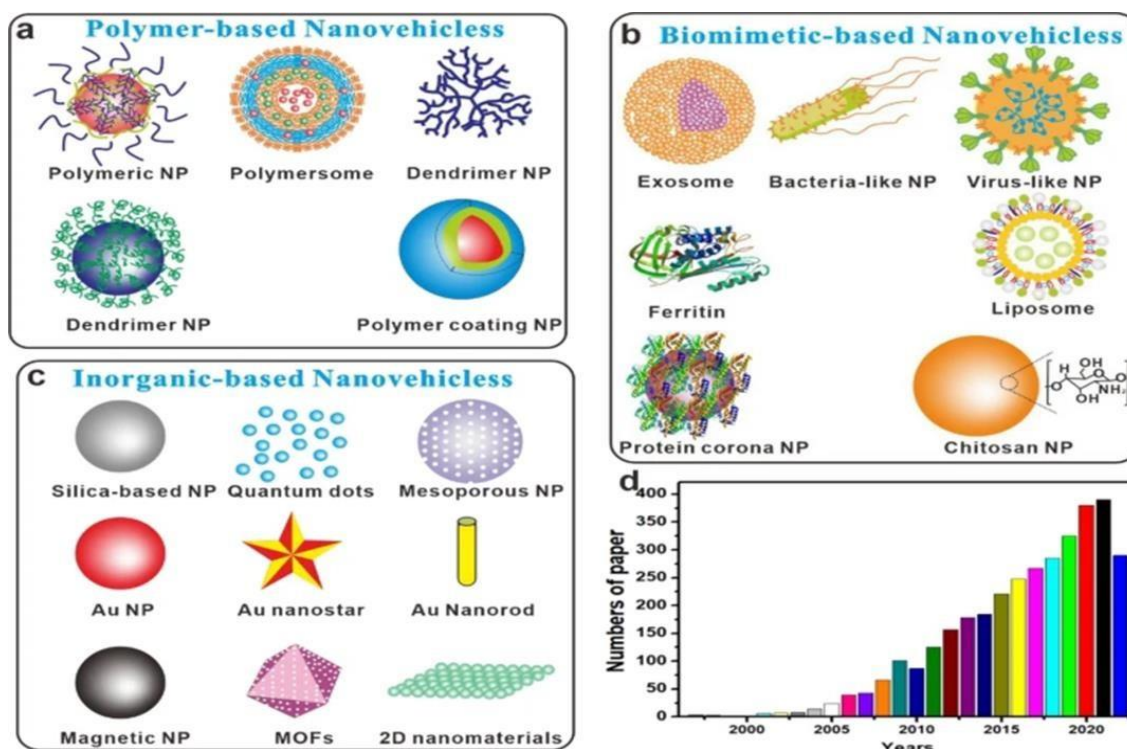 a Polymer-based Nanovehicless
Polymeric NP Polymersome Dendrimer NP
Dendrimer NP Polymer coating NP
b Biomimetic-based Nanovehicless
Exosome Bacteria-like NP Virus-like NP
Ferritin Liposome
OH
H
O O
NH₂
OH
Protein corona NP Chitosan NP
c Inorganic-based Nanovehicless
Silica-based NP Quantum dots Mesoporous NP
Au NP Au nanostar Au Nanorod
Magnetic NP MOFs 2D nanomaterials
d
Numbers of paper
400
350
300
250
200
150
100
50
0
2000 2005 2010 2015 2020
Years